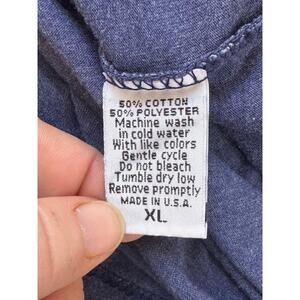 50% COTTON
50% POLYESTER
Machine wash
in cold water
With like colors
Gentle cycle
Do not bleach
Tumble dry low
Remove promptly
MADE IN U.S.A.
XL